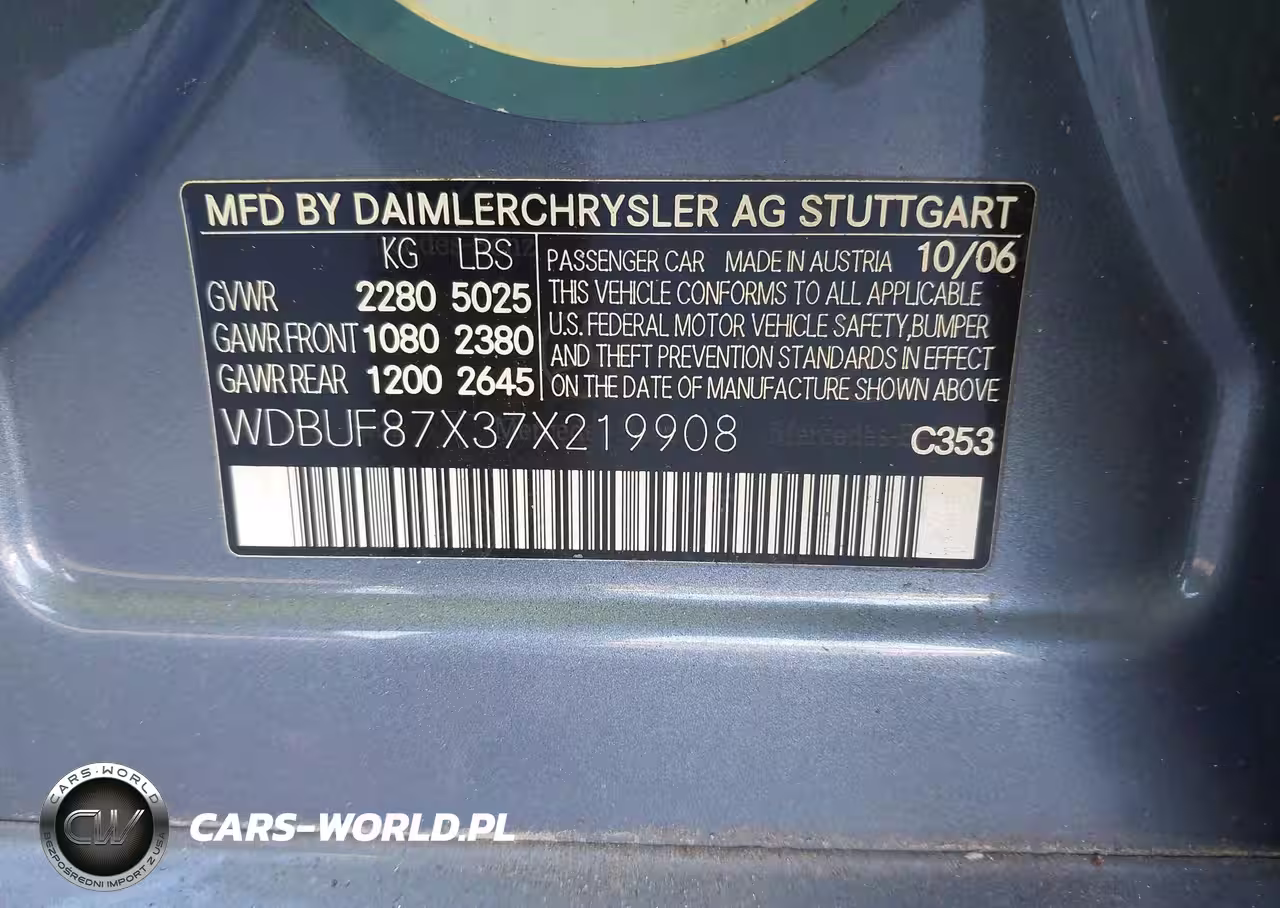 MFD BY DAIMLERCHRYSLER AG STUTTGART
KG LBS
GVWR 2280 5025
GAWR FRONT 1080 2380
GAWR REAR 1200 2645
PASSENGER CAR MADE IN AUSTRIA 10/06
THIS VEHICLE CONFORMS TO ALL APPLICABLE
U.S. FEDERAL MOTOR VEHICLE SAFETY,BUMPER
AND THEFT PREVENTION STANDARDS IN EFFECT
ON THE DATE OF MANUFACTURE SHOWN ABOVE
WDBUF87X37X219908 C353
CARS-WORLD
CW
BEZPOŚREDNI IMPORT Z USA
CARS-WORLD.PL